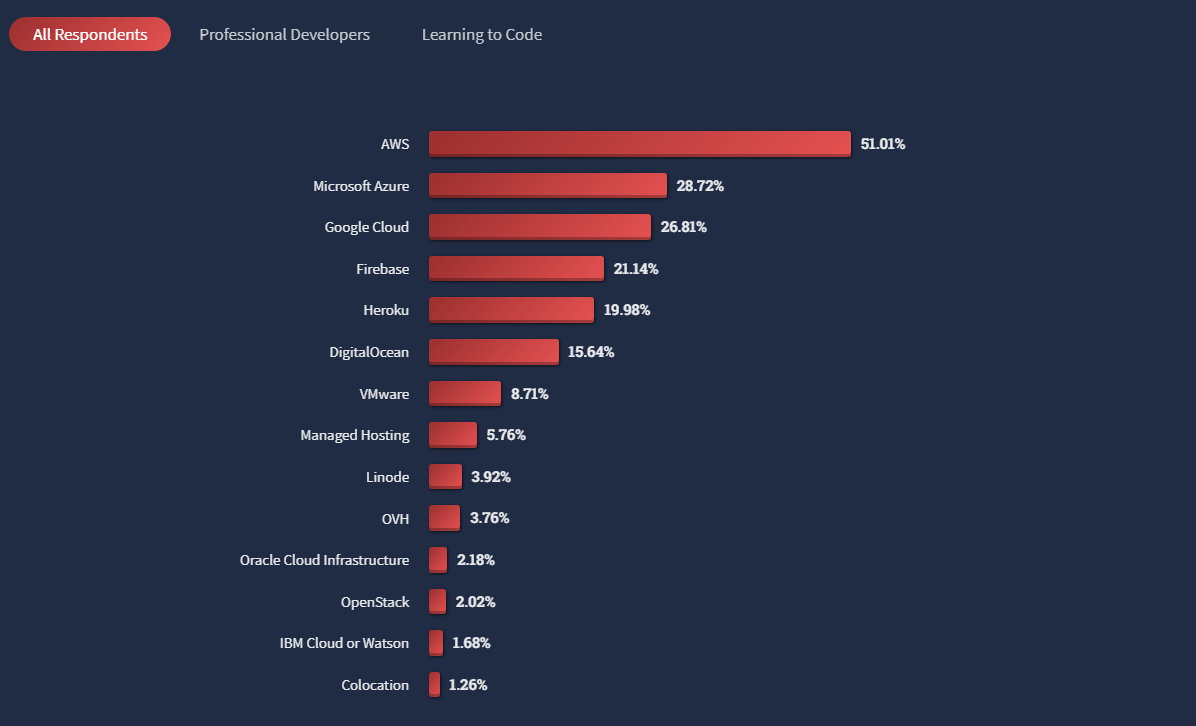 All Respondents Professional Developers Learning to Code
AWS 51.01%
Microsoft Azure 28.72%
Google Cloud 26.81%
Firebase 21.14%
Heroku 19.98%
DigitalOcean 15.64%
VMware 8.71%
Managed Hosting 5.76%
Linode 3.92%
OVH 3.76%
Oracle Cloud Infrastructure 2.18%
OpenStack 2.02%
IBM Cloud or Watson 1.68%
Colocation 1.26%